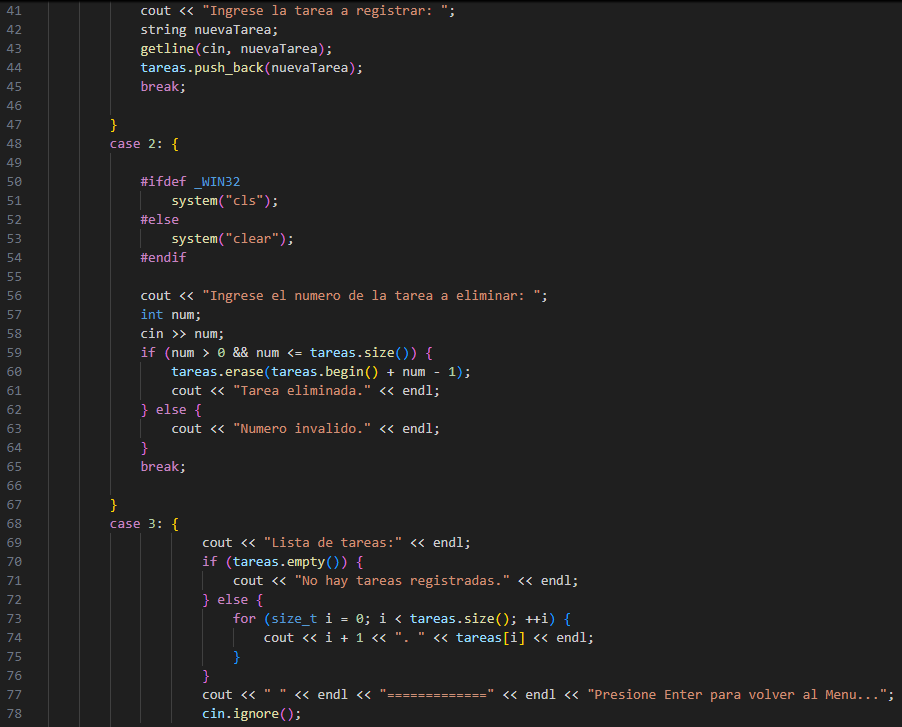 41 cout << "Ingrese la tarea a registrar: ";
42 string nuevaTarea;
43 getline(cin, nuevaTarea);
44 tareas.push_back(nuevaTarea);
45 break;
46
47 }
48 case 2: {
49
50 #ifdef _WIN32
51 system("cls");
52 #else
53 system("clear");
54 #endif
55
56 cout << "Ingrese el numero de la tarea a eliminar: ";
57 int num;
58 cin >> num;
59 if (num > 0 && num <= tareas.size()) {
60 tareas.erase(tareas.begin() + num - 1);
61 cout << "Tarea eliminada." << endl;
62 } else {
63 cout << "Numero invalido." << endl;
64 }
65 break;
66
67 }
68 case 3: {
69 cout << "Lista de tareas:" << endl;
70 if (tareas.empty()) {
71 cout << "No hay tareas registradas." << endl;
72 } else {
73 for (size_t i = 0; i < tareas.size(); ++i) {
74 cout << i + 1 << ". " << tareas[i] << endl;
75 }
76 }
77 cout << " " << endl << "=============" << endl << "Presione Enter para volver al Menu...";
78 cin.ignore();